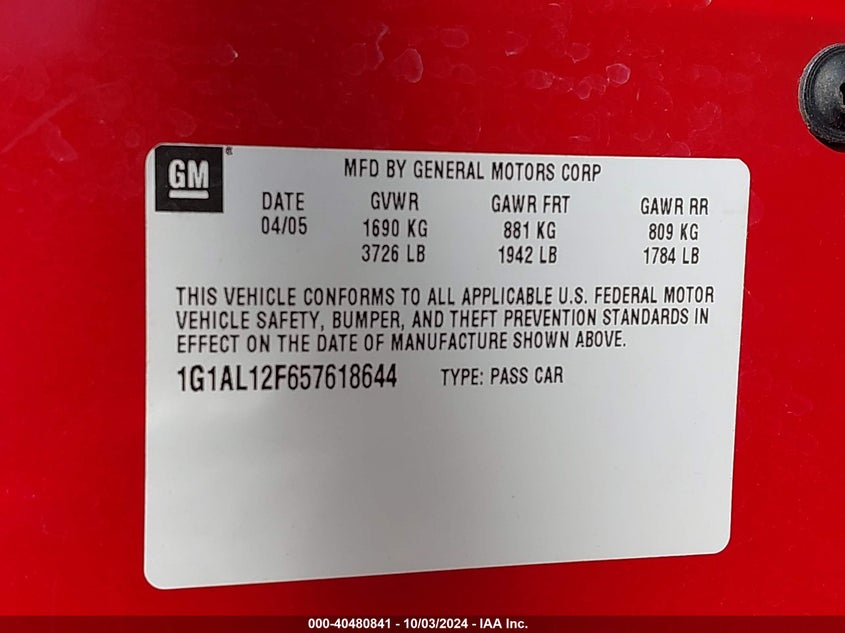 GM®
MFD BY GENERAL MOTORS CORP
DATE GVWR GAWR FRT GAWR RR
04/05 1690 KG 881 KG 809 KG
3726 LB 1942 LB 1784 LB
THIS VEHICLE CONFORMS TO ALL APPLICABLE U.S. FEDERAL MOTOR
VEHICLE SAFETY, BUMPER, AND THEFT PREVENTION STANDARDS IN
EFFECT ON THE DATE OF MANUFACTURE SHOWN ABOVE.
1G1AL12F657618644 TYPE: PASS CAR
000-40480841 - 10/03/2024 - IAA Inc.